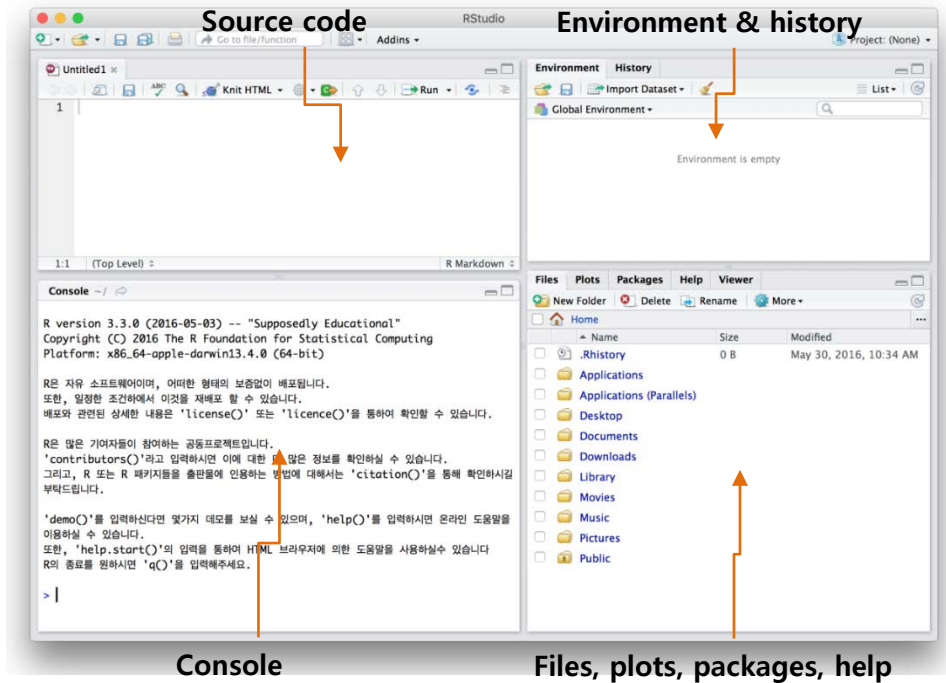 Source code
RStudio
Environment & history
Go to file/function
Addins
Project: (None)
Untitled1
ABC
Knit HTML
Run
1
1:1
(Top Level)
R Markdown
Environment
History
Import Dataset
List
Global Environment
Environment is empty
Console ~/
R version 3.3.0 (2016-05-03) -- "Supposedly Educational"
Copyright (C) 2016 The R Foundation for Statistical Computing
Platform: x86_64-apple-darwin13.4.0 (64-bit)
R은 자유 소프트웨어이며, 어떠한 형태의 보증없이 배포됩니다.
또한, 일정한 조건하에서 이것을 재배포 할 수 있습니다.
배포와 관련된 상세한 내용은 'license()' 또는 'licence()'을 통하여 확인할 수 있습니다.
R은 많은 기여자들이 참여하는 공동프로젝트입니다.
'contributors()'라고 입력하시면 이에 대한 많은 정보를 확인하실 수 있습니다.
그리고, R 또는 R 패키지들을 출판물에 인용하는 방법에 대해서는 'citation()'을 통해 확인하시길
부탁드립니다.
'demo()'를 입력하신다면 몇가지 데모를 보실 수 있으며, 'help()'를 입력하시면 온라인 도움말을
이용하실 수 있습니다.
또한, 'help.start()'의 입력을 통하여 HTML 브라우저에 의한 도움말을 사용하실수 있습니다
R의 종료를 원하시면 'q()'을 입력해주세요.
>
Files
Plots
Packages
Help
Viewer
New Folder
Delete
Rename
More
Home
Name
Size
Modified
.Rhistory
0 B
May 30, 2016, 10:34 AM
Applications
Applications (Parallels)
Desktop
Documents
Downloads
Library
Movies
Music
Pictures
Public
Console
Files, plots, packages, help